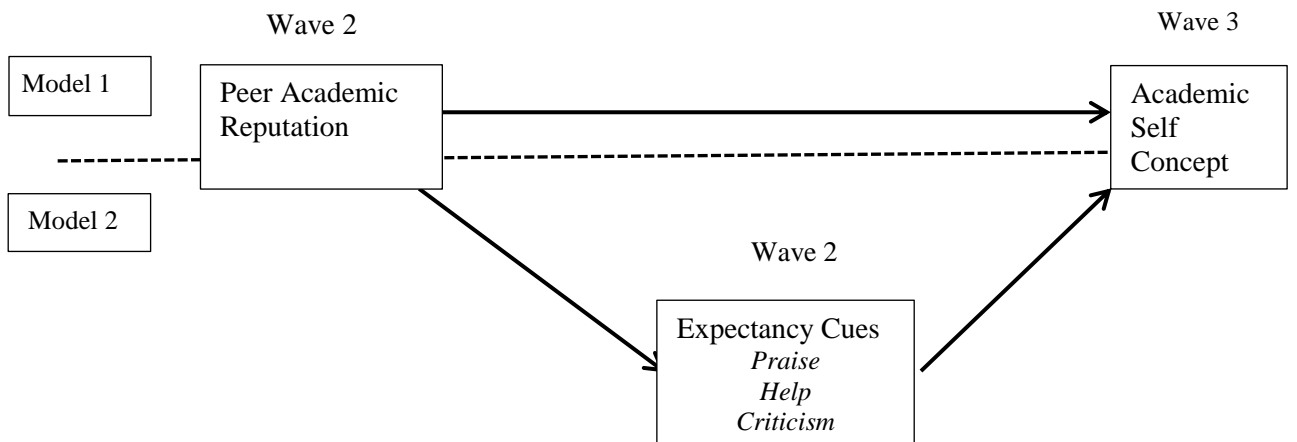 Wave 2
Wave 3
Model 1
Peer Academic
Reputation
Academic
Self
Concept
Model 2
Wave 2
Expectancy Cues
Praise
Help
Criticism